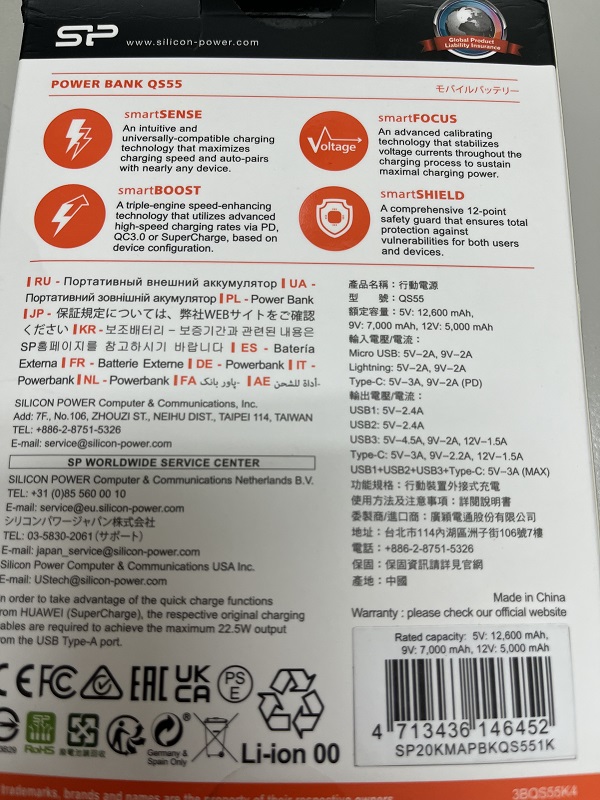 SP www.silicon-power.com
Global Product
Liability Insurance
POWER BANK QS55
モバイルバッテリー
smartSENSE
An intuitive and
universally-compatible charging
technology that maximizes
charging speed and auto-pairs
with nearly any device.
Voltage
smartFOCUS
An advanced calibrating
technology that stabilizes
voltage currents throughout the
charging process to sustain
maximal charging power.
smartBOOST
A triple-engine speed-enhancing
technology that utilizes advanced
high-speed charging rates via PD,
QC3.0 or SuperCharge, based on
device configuration.
smartSHIELD
A comprehensive 12-point
safety guard that ensures total
protection against
vulnerabilities for both users
and devices.
RU - Портативный внешний аккумулятор UA -
Портативний зовнішній акумулятор PL - Power Bank
JP - 保証規定については、弊社WEBサイトをご確認
ください KR - 보조배터리 – 보증기간과 관련된 내용은
SP홈페이지를 참고하시기 바랍니다 ES - Batería
Externa FR - Batterie Externe DE - Powerbank IT -
Powerbank NL - Powerbank FA پاور بانک- AE أداة للشحن-
SILICON POWER Computer & Communications, Inc.
Add: 7F., No.106, ZHOUZI ST., NEIHU DIST., TAIPEI 114, TAIWAN
TEL: +886-2-8751-5326
E-mail: service@silicon-power.com
SP WORLDWIDE SERVICE CENTER
SILICON POWER Computer & Communications Netherlands B.V.
TEL: +31 (0)85 560 00 10
E-mail: service@eu.silicon-power.com
シリコンパワージャパン株式会社
TEL: 03-5830-2061 (サポート)
E-mail: japan_service@silicon-power.com
Silicon Power Computer & Communications USA Inc.
E-mail: UStech@silicon-power.com
In order to take advantage of the quick charge functions
from HUAWEI (SuperCharge), the respective original charging
cables are required to achieve the maximum 22.5W output
from the USB Type-A port.
產品名稱：行動電源
型 號：QS55
額定容量：5V: 12,600 mAh,
9V: 7,000 mAh, 12V: 5,000 mAh
輸入電壓/電流：
Micro USB: 5V⎓2A, 9V⎓2A
Lightning: 5V⎓2.4A, 9V⎓2A
Type-C: 5V⎓3A, 9V⎓2A (PD)
輸出電壓/電流：
USB1: 5V⎓2.4A
USB2: 5V⎓2.4A
USB3: 5V⎓4.5A, 9V⎓2A, 12V⎓1.5A
Type-C: 5V⎓3A, 9V⎓2.2A, 12V⎓1.5A
USB1+USB2+USB3+Type-C: 5V⎓3A (MAX)
功能規格：行動裝置外接式充電
使用方法及注意事項：詳閱說明書
委製商/進口商：廣穎電通股份有限公司
地址：台北市114內湖區洲子街106號7樓
電話：+886-2-8751-5326
保固：保固資訊請詳見官網
產地：中國
Made in China
Warranty : please check our official website
Rated capacity: 5V: 12,600 mAh,
9V: 7,000 mAh, 12V: 5,000 mAh
4 713436 146452
SP20KMAPBKQS551K
CE FC EAC UK CA PS E
SP RoHS
Germany & Spain Only
Li-ion 00
trademarks, brands and names are the property of their respective owners.
3BQS55K4